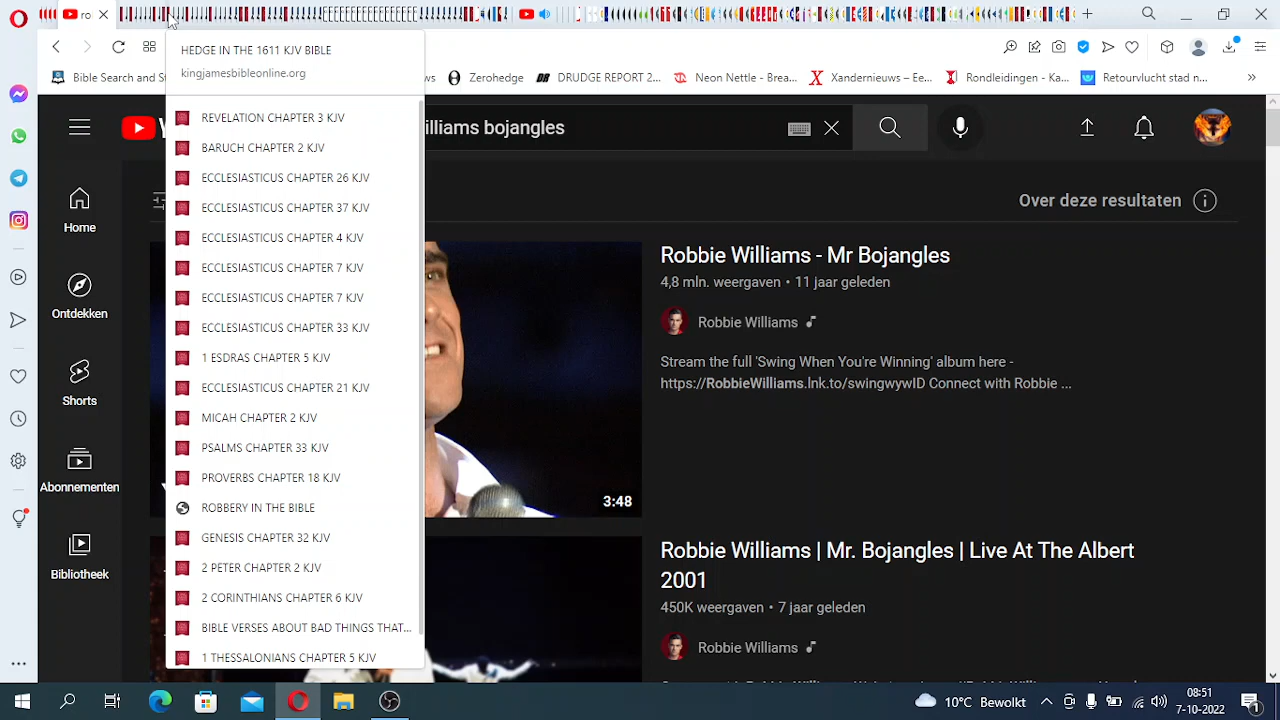 ro
HEDGE IN THE 1611 KJV BIBLE
kingjamesbibleonline.org
Bible Search and St
ws
Zerohedge
DRUDGE REPORT 2...
Neon Nettle - Brea...
Xandernieuws – Ee...
Rondleidingen - Ka...
Retourvlucht stad n...
»
REVELATION CHAPTER 3 KJV
BARUCH CHAPTER 2 KJV
ECCLESIASTICUS CHAPTER 26 KJV
ECCLESIASTICUS CHAPTER 37 KJV
ECCLESIASTICUS CHAPTER 4 KJV
ECCLESIASTICUS CHAPTER 7 KJV
ECCLESIASTICUS CHAPTER 7 KJV
ECCLESIASTICUS CHAPTER 33 KJV
1 ESDRAS CHAPTER 5 KJV
ECCLESIASTICUS CHAPTER 21 KJV
MICAH CHAPTER 2 KJV
PSALMS CHAPTER 33 KJV
PROVERBS CHAPTER 18 KJV
ROBBERY IN THE BIBLE
GENESIS CHAPTER 32 KJV
2 PETER CHAPTER 2 KJV
2 CORINTHIANS CHAPTER 6 KJV
BIBLE VERSES ABOUT BAD THINGS THAT...
1 THESSALONIANS CHAPTER 5 KJV
illiams bojangles
Home
Ontdekken
Shorts
Abonnementen
Bibliotheek
Over deze resultaten
Robbie Williams - Mr Bojangles
4,8 mln. weergaven • 11 jaar geleden
Robbie Williams
Stream the full 'Swing When You're Winning' album here -
https://RobbieWilliams.lnk.to/swingwywID Connect with Robbie ...
3:48
Robbie Williams | Mr. Bojangles | Live At The Albert
2001
450K weergaven • 7 jaar geleden
Robbie Williams
10°C Bewolkt
08:51
7-10-2022